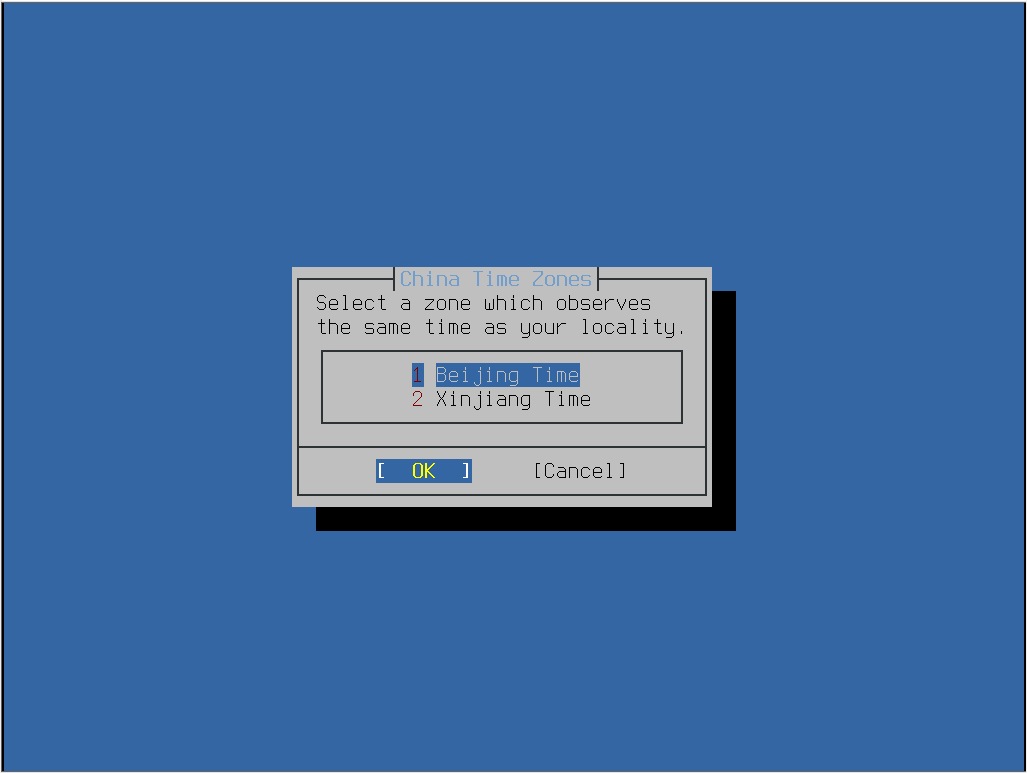 China Time Zones
Select a zone which observes
the same time as your locality.
1 Beijing Time
2 Xinjiang Time
[  OK  ] [Cancel]